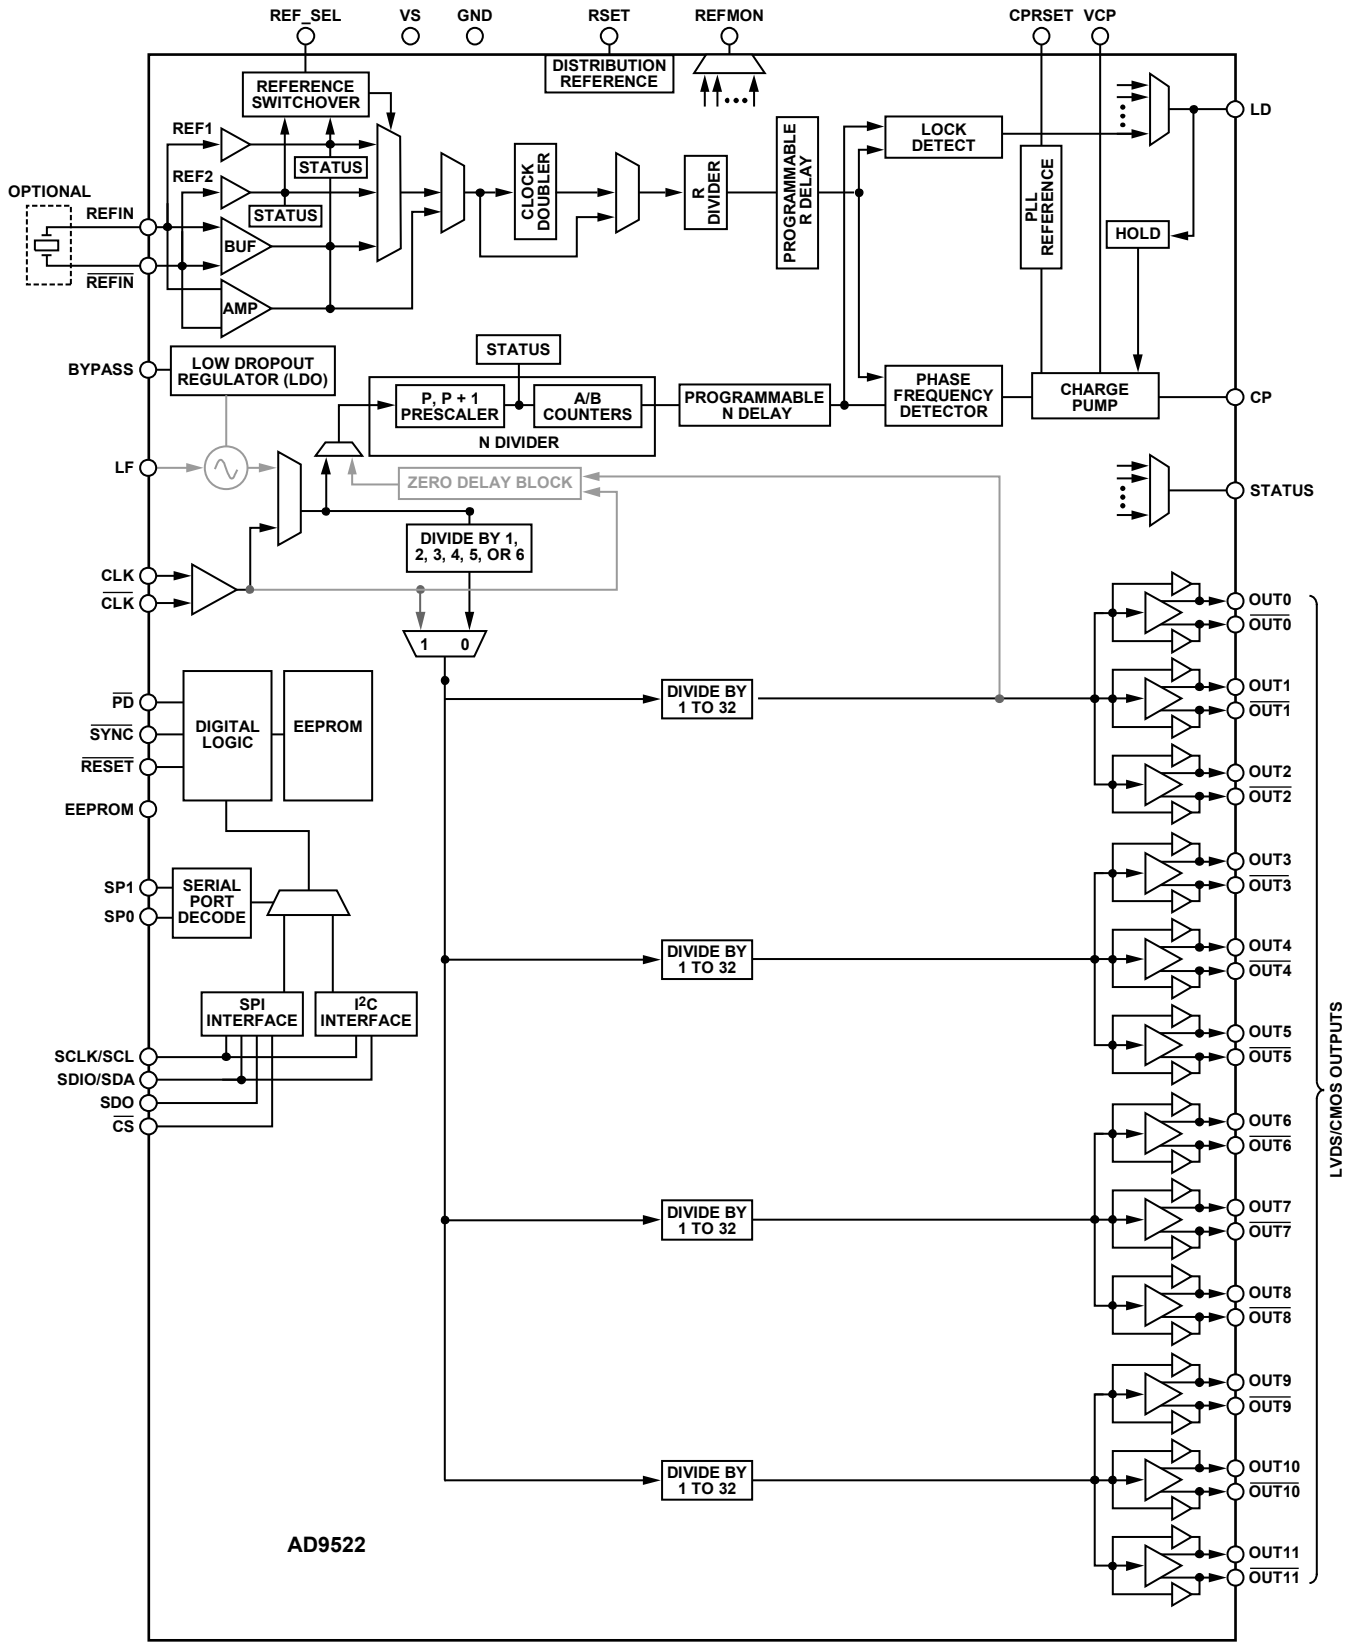 REF_SEL
VS
GND
RSET
REFMON
CPRSET
VCP
DISTRIBUTION
REFERENCE
REFERENCE
SWITCHOVER
REF1
STATUS
REF2
STATUS
OPTIONAL
REFIN
REFIN
BUF
AMP
CLOCK
DOUBLER
R
DIVIDER
PROGRAMMABLE
R DELAY
LOCK
DETECT
PLL
REFERENCE
HOLD
LD
BYPASS
LOW DROPOUT
REGULATOR (LDO)
STATUS
P, P + 1
PRESCALER
A/B
COUNTERS
N DIVIDER
PROGRAMMABLE
N DELAY
PHASE
FREQUENCY
DETECTOR
CHARGE
PUMP
CP
LF
ZERO DELAY BLOCK
STATUS
DIVIDE BY 1,
2, 3, 4, 5, OR 6
CLK
CLK
1 0
OUT0
OUT0
PD
SYNC
RESET
EEPROM
DIGITAL
LOGIC
EEPROM
DIVIDE BY
1 TO 32
OUT1
OUT1
OUT2
OUT2
SP1
SP0
SERIAL
PORT
DECODE
OUT3
OUT3
DIVIDE BY
1 TO 32
OUT4
OUT4
SPI
INTERFACE
I2C
INTERFACE
OUT5
OUT5
SCLK/SCL
SDIO/SDA
SDO
CS
LVDS/CMOS OUTPUTS
OUT6
OUT6
DIVIDE BY
1 TO 32
OUT7
OUT7
OUT8
OUT8
OUT9
OUT9
DIVIDE BY
1 TO 32
OUT10
OUT10
AD9522
OUT11
OUT11